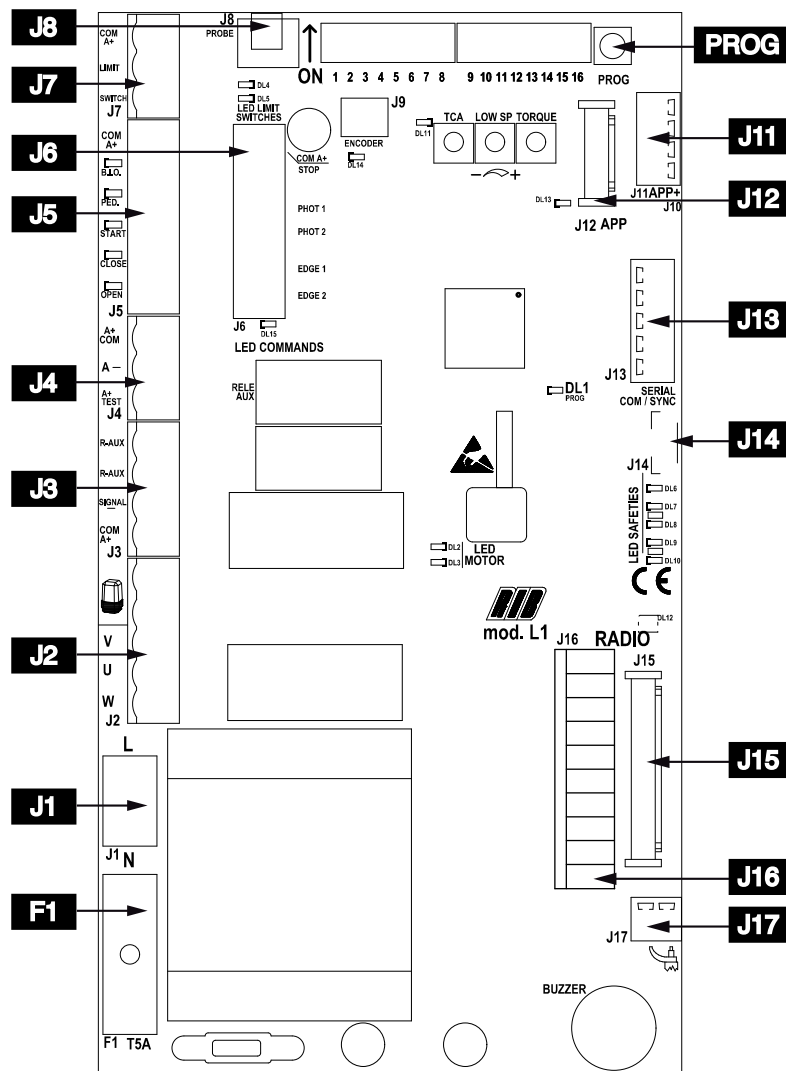 J8
COM
A+
LIMIT
SWITCH
J7
J7
J8
PROBE
ON
1 2 3 4 5 6 7 8 9 10 11 12 13 14 15 16
PROG
PROG
DL4
DL5
LED LIMIT
SWITCHES
J9
ENCODER
DL14
DL11
TCA
LOW SP
TORQUE
− +
J6
COM A+
STOP
PHOT 1
PHOT 2
EDGE 1
EDGE 2
J6
DL15
LED COMMANDS
J11
J11 APP+
J10
J12
DL13
J12 APP
COM
A+
B.I.O.
PED.
START
CLOSE
OPEN
J5
J5
J13
J13
SERIAL
COM / SYNC
A+
COM
A −
A+
TEST
J4
J4
RELE
AUX
DL1
PROG
J14
J14
R-AUX
R-AUX
SIGNAL
−
COM
A+
J3
J3
LED SAFETIES
DL6
DL7
DL8
DL9
DL10
CE
DL2
DL3
LED
MOTOR
RIB
mod. L1
J2
V
U
W
J2
J16
RADIO
DL12
J15
J15
L
J1
J1
N
J16
F1
J17
J17
BUZZER
F1 T5A